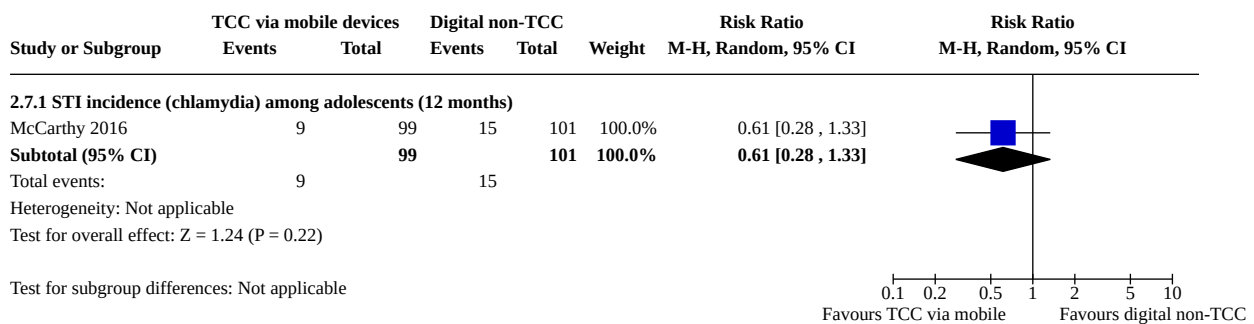 TCC via mobile devices Digital non-TCC Risk Ratio Risk Ratio
Study or Subgroup Events Total Events Total Weight M-H, Random, 95% CI M-H, Random, 95% CI
2.7.1 STI incidence (chlamydia) among adolescents (12 months)
McCarthy 2016 9 99 15 101 100.0% 0.61 [0.28 , 1.33]
Subtotal (95% CI) 99 101 100.0% 0.61 [0.28 , 1.33]
Total events: 9 15
Heterogeneity: Not applicable
Test for overall effect: Z = 1.24 (P = 0.22)
Test for subgroup differences: Not applicable
0.1 0.2 0.5 1 2 5 10
Favours TCC via mobile Favours digital non-TCC